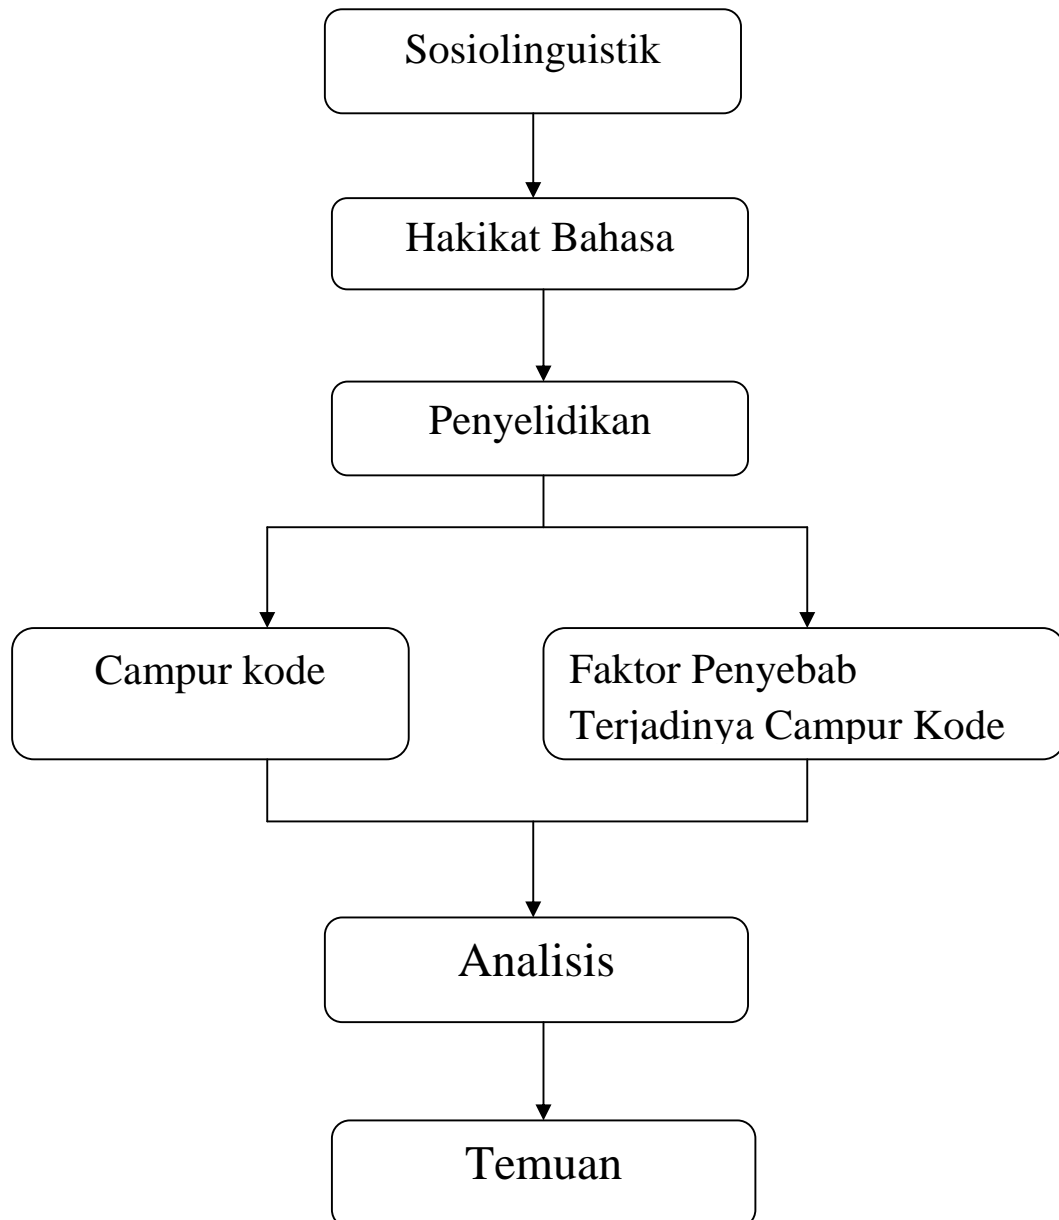 Sosiolinguistik
Hakikat Bahasa
Penyelidikan
Campur kode
Faktor Penyebab
Terjadinya Campur Kode
Analisis
Temuan